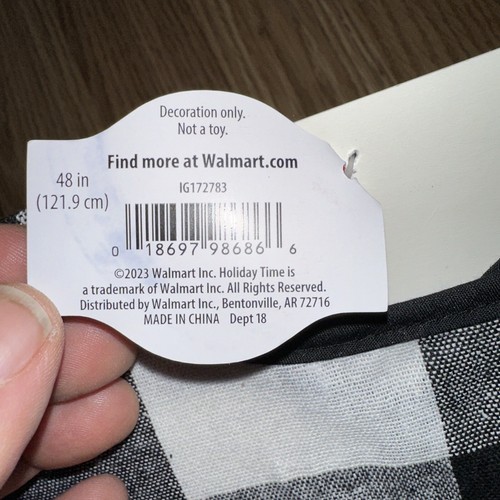 Decoration only.
Not a toy.
Find more at Walmart.com
48 in
(121.9 cm)
IG172783
0 18697 98686 6
©2023 Walmart Inc. Holiday Time is
a trademark of Walmart Inc. All Rights Reserved.
Distributed by Walmart Inc., Bentonville, AR 72716
MADE IN CHINA Dept 18